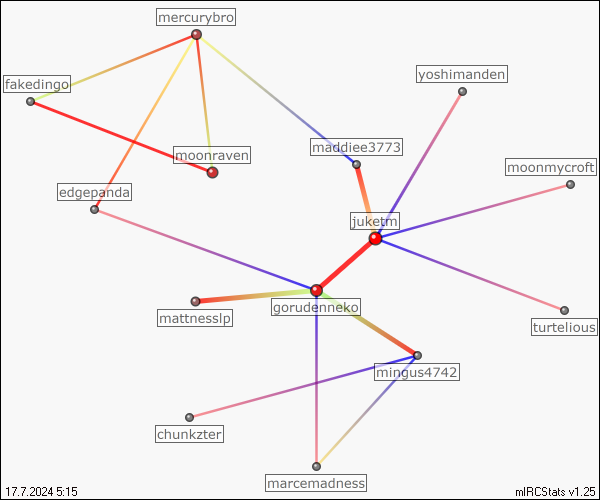 mercurybro
yoshimanden
fakedingo
maddiee3773
moonraven
moonmycroft
edgepanda
juketm
gorudenneko
mattnesslp
turtelious
mingus4742
chunkzter
marcemadness
17.7.2024 5:15
mIRCStats v1.25